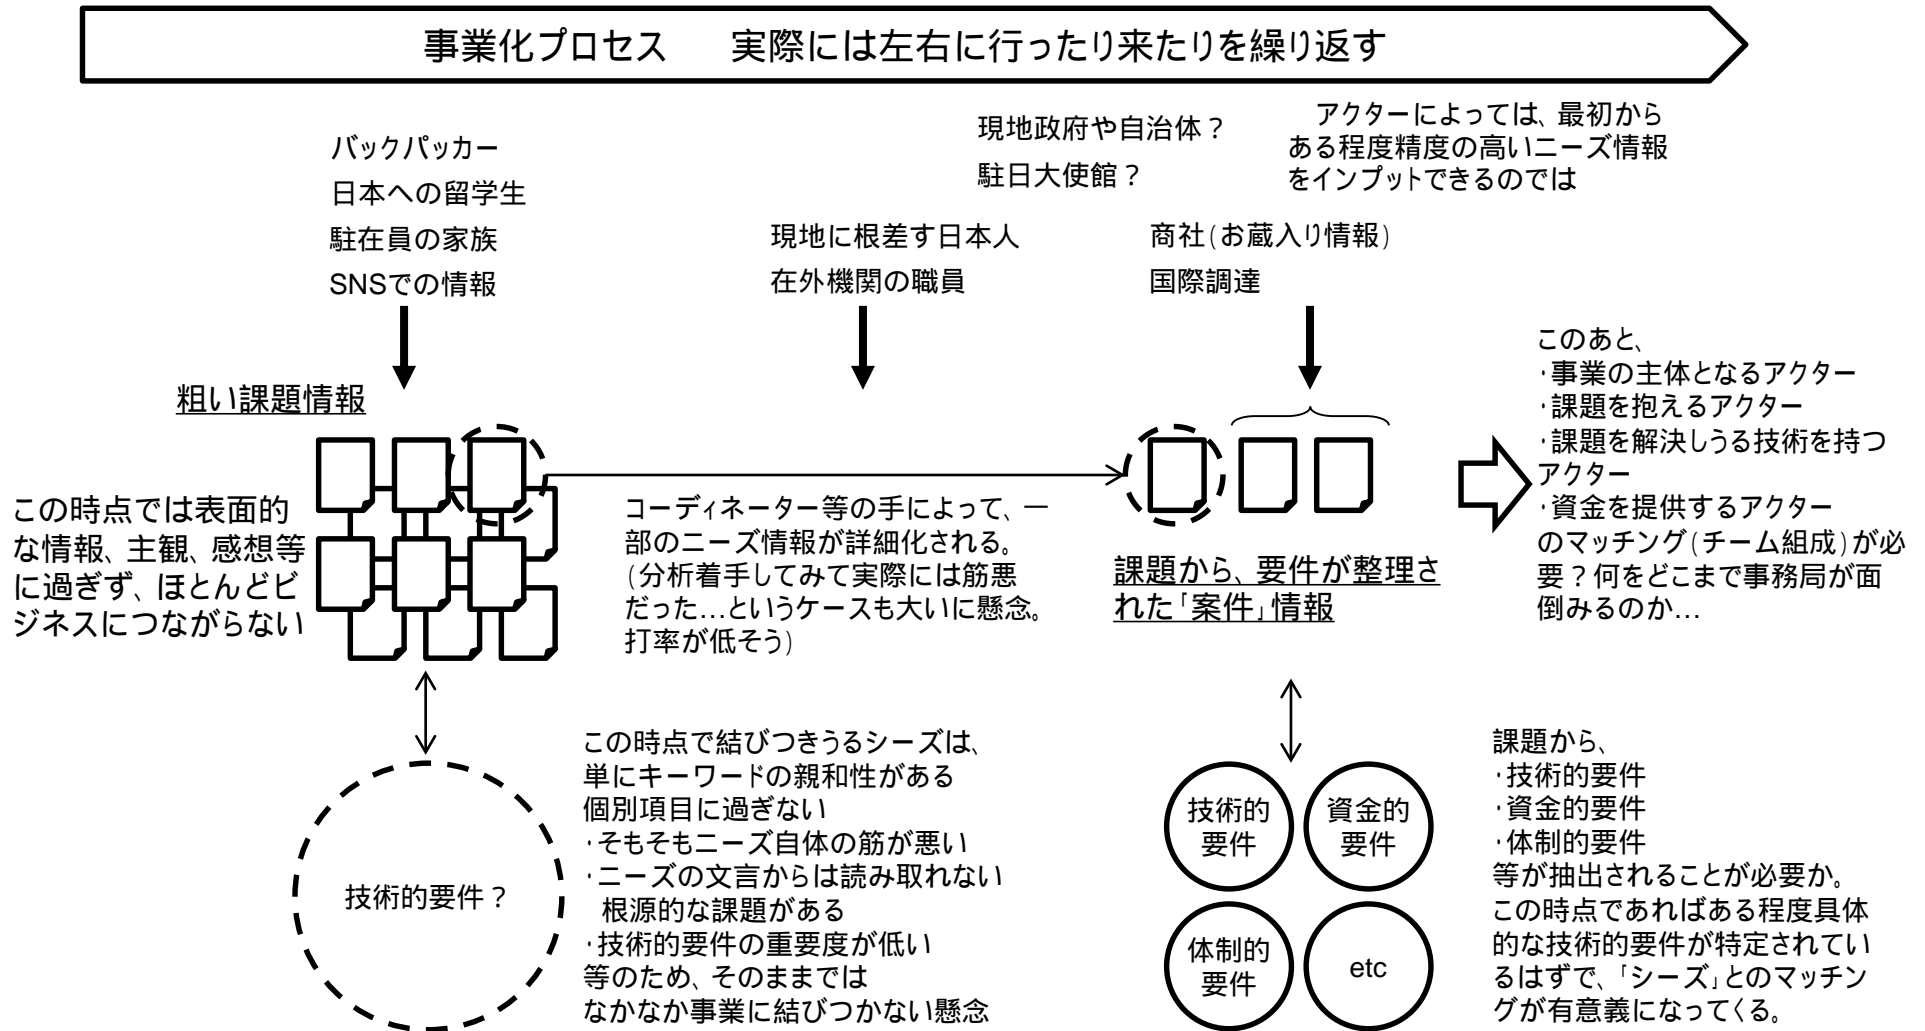 事業化プロセス　実際には左右に行ったり来たりを繰り返す
バックパッカー
日本への留学生
駐在員の家族
SNSでの情報
現地に根差す日本人
在外機関の職員
現地政府や自治体？
駐日大使館？
商社(お蔵入り情報)
国際調達
アクターによっては、最初から
ある程度精度の高いニーズ情報
をインプットできるのでは
粗い課題情報
この時点では表面的
な情報、主観、感想等
に過ぎず、ほとんどビ
ジネスにつながらない
コーディネーター等の手によって、一
部のニーズ情報が詳細化される。
(分析着手してみて実際には筋悪
だった…というケースも大いに懸念。
打率が低そう)
課題から、要件が整理さ
れた「案件」情報
このあと、
・事業の主体となるアクター
・課題を抱えるアクター
・課題を解決しうる技術を持つ
アクター
・資金を提供するアクター
のマッチング(チーム組成)が必
要？何をどこまで事務局が面
倒みるのか…
技術的要件？
この時点で結びつきうるシーズは、
単にキーワードの親和性がある
個別項目に過ぎない
・そもそもニーズ自体の筋が悪い
・ニーズの文言からは読み取れない
根源的な課題がある
・技術的要件の重要度が低い
等のため、そのままでは
なかなか事業に結びつかない懸念
技術的
要件
資金的
要件
体制的
要件
etc
課題から、
・技術的要件
・資金的要件
・体制的要件
等が抽出されることが必要か。
この時点であればある程度具体
的な技術的要件が特定されてい
るはずで、「シーズ」とのマッチン
グが有意義になってくる。